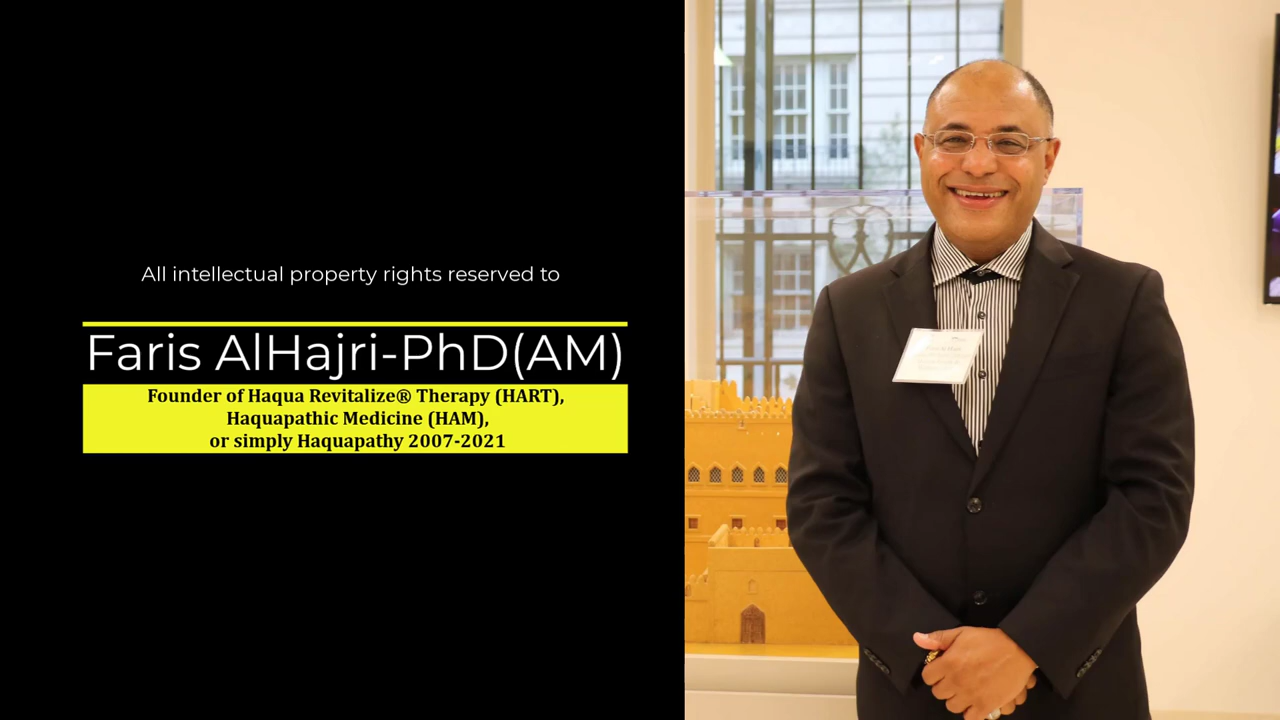 All intellectual property rights reserved to
Faris AlHajri-PhD(AM)
Founder of Haqua Revitalize® Therapy (HART),
Haquapathic Medicine (HAM),
or simply Haquapathy 2007-2021